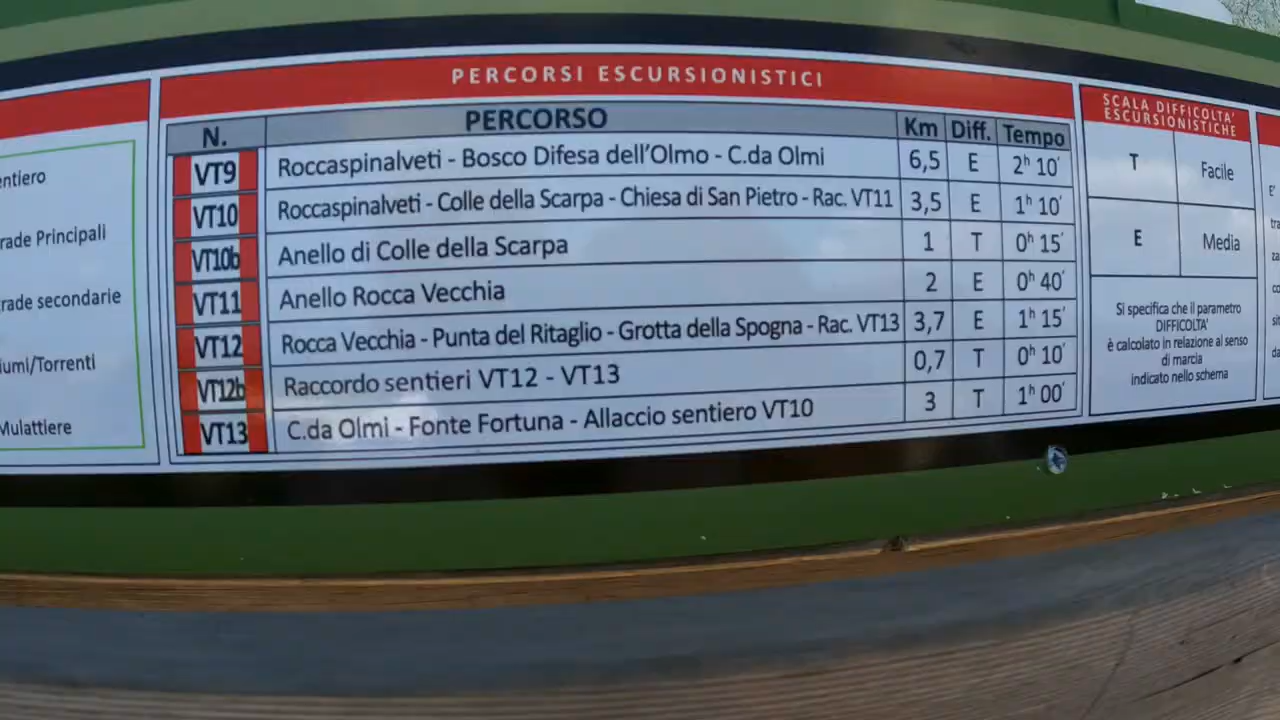 PERCORSI ESCURSIONISTICI
N. PERCORSO Km Diff. Tempo
VT9 Roccaspinalveti - Bosco Difesa dell'Olmo - C.da Olmi 6,5 E 2h 10'
VT10 Roccaspinalveti - Colle della Scarpa - Chiesa di San Pietro - Rac. VT11 3,5 E 1h 10'
VT10b Anello di Colle della Scarpa 1 T 0h 15'
VT11 Anello Rocca Vecchia 2 E 0h 40'
VT12 Rocca Vecchia - Punta del Ritaglio - Grotta della Spogna - Rac. VT13 3,7 E 1h 15'
VT12b Raccordo sentieri VT12 - VT13 0,7 T 0h 10'
VT13 C.da Olmi - Fonte Fortuna - Allaccio sentiero VT10 3 T 1h 00'
entiero
rade Principali
rade secondarie
iumi/Torrenti
Mulattiere
SCALA DIFFICOLTA'
ESCURSIONISTICHE
T Facile
E Media
Si specifica che il parametro
DIFFICOLTA'
è calcolato in relazione al senso
di marcia
indicato nello schema